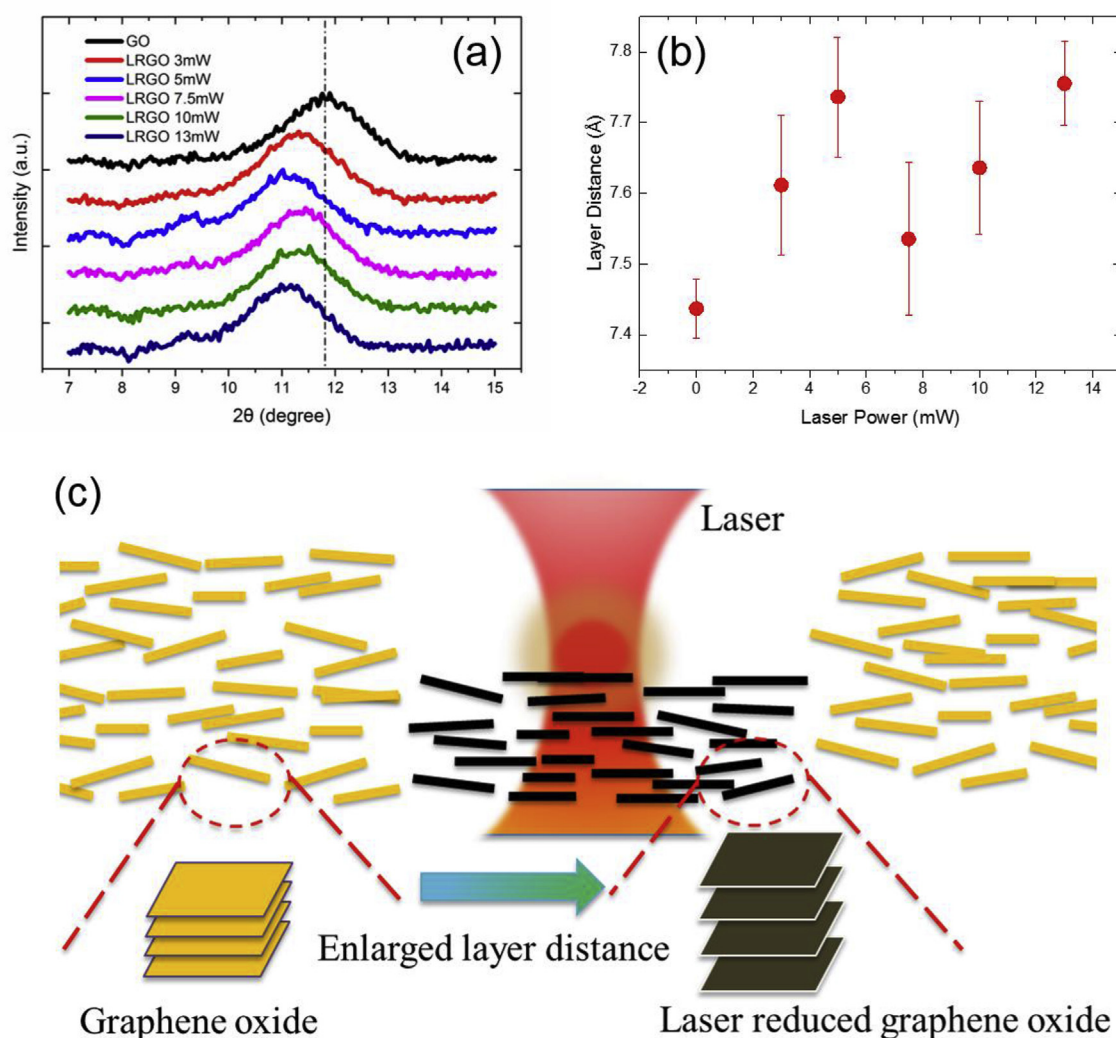 (a)
GO
LRGO 3mW
LRGO 5mW
LRGO 7.5mW
LRGO 10mW
LRGO 13mW
Intensity (a.u.)
7 8 9 10 11 12 13 14 15
2θ (degree)
(b)
7.8
7.7
7.6
7.5
7.4
Layer Distance (Å)
-2 0 2 4 6 8 10 12 14
Laser Power (mW)
(c)
Laser
Enlarged layer distance
Graphene oxide
Laser reduced graphene oxide